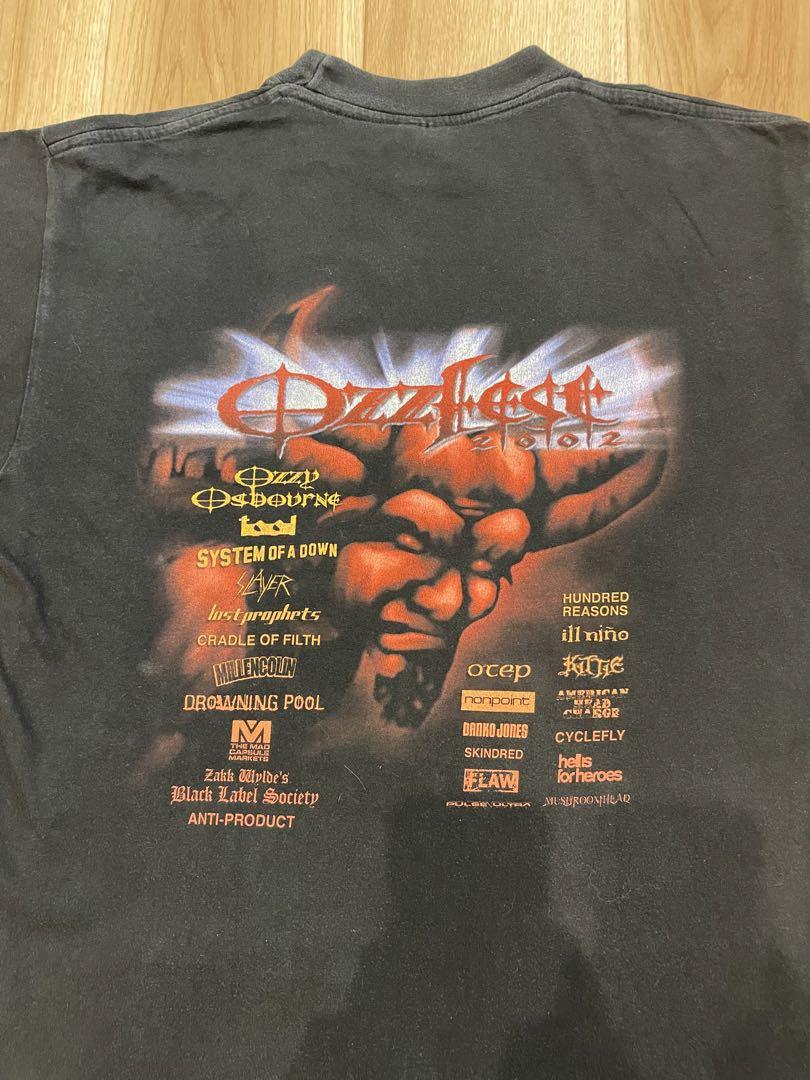 Ozzfest
2002
Ozzy
Osbourne
tool
SYSTEM OF A DOWN
SLAYER
lostprophets
CRADLE OF FILTH
MILLENCOLIN
DROWNING POOL
M
THE MAD
CAPSULE
MARKETS
Zakk Wylde's
Black Label Society
ANTI-PRODUCT
otep
nonpoint
DANKO JONES
SKINDRED
FLAW
PULSE ULTRA
HUNDRED
REASONS
ill niño
KITTIE
AMERICAN
HEAD
CHARGE
CYCLEFLY
hell is
for heroes
MUSHROOMHEAD